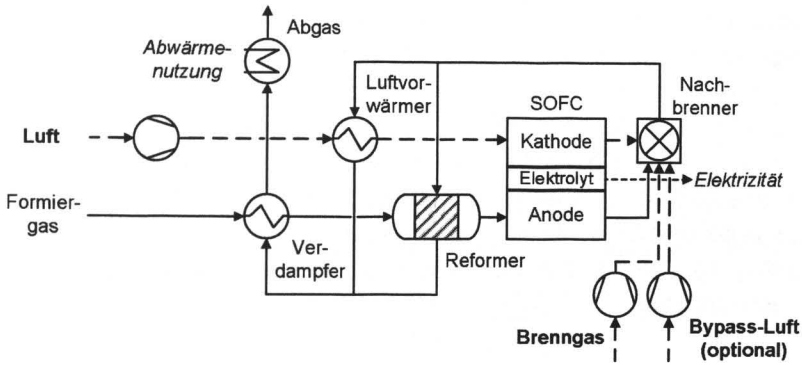 Abgas
Abwärme-
nutzung
Luftvor-
wärmer
SOFC
Nach-
brenner
Luft
Kathode
Elektrolyt
Elektrizität
Formier-
gas
Anode
Ver-
dampfer
Reformer
Brenngas
Bypass-Luft
(optional)